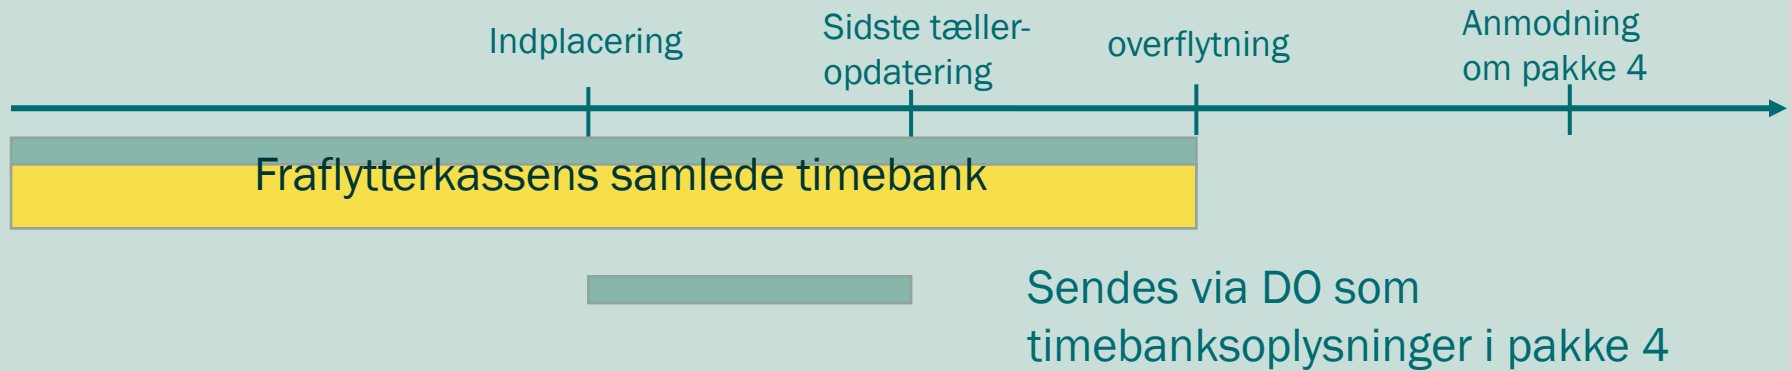 Indplacering
Sidste tæller-
opdatering
overflytning
Anmodning
om pakke 4
Fraflytterkassens samlede timebank
Sendes via DO som
timebanksoplysninger i pakke 4